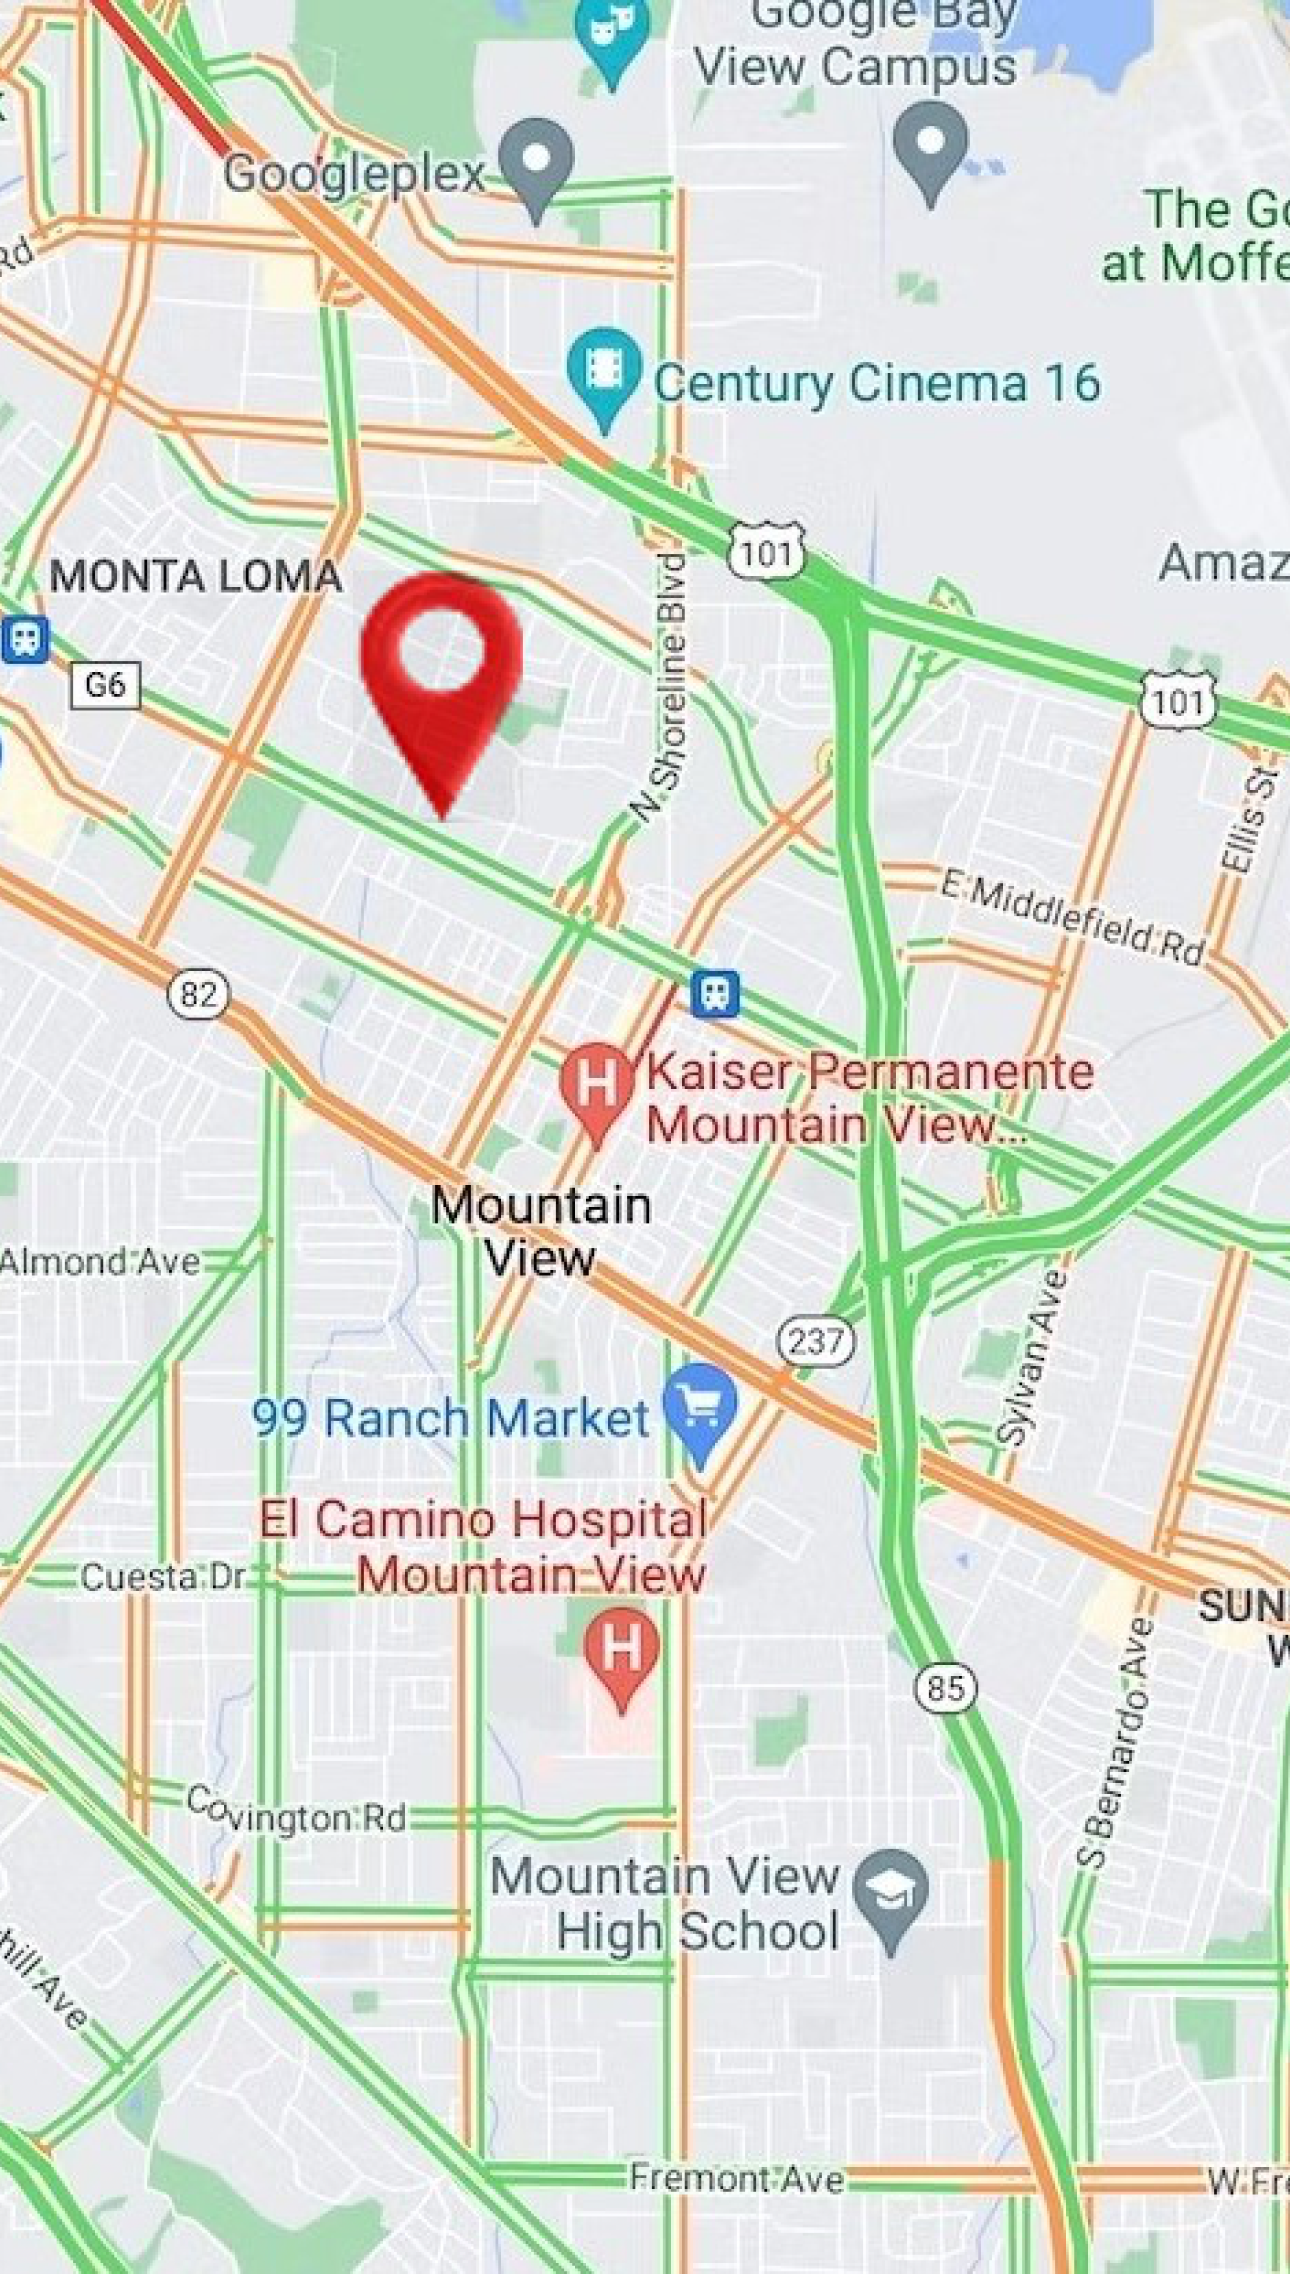 Google Bay
View Campus
Googleplex
The Go
at Moffe
Rd
Century Cinema 16
101
Amaz
MONTA LOMA
N Shoreline Blvd
G6
101
Ellis St
E Middlefield Rd
82
H
Kaiser Permanente
Mountain View...
Mountain
View
Almond Ave
237
Sylvan Ave
99 Ranch Market
El Camino Hospital
Mountain View
Cuesta Dr
H
SUN
W
85
S Bernardo Ave
Covington Rd
Mountain View
High School
hill Ave
Fremont Ave
W Fre